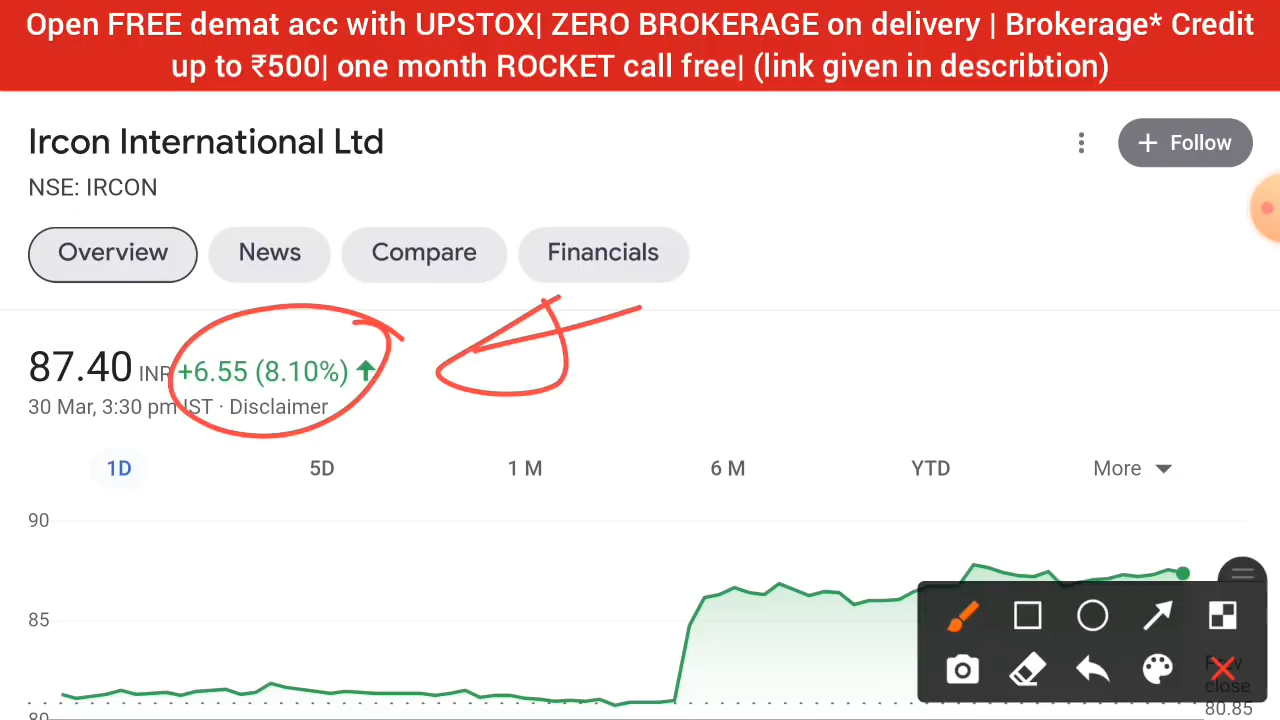 Open FREE demat acc with UPSTOX| ZERO BROKERAGE on delivery | Brokerage* Credit
up to ₹500| one month ROCKET call free| (link given in describtion)
Ircon International Ltd
+ Follow
NSE: IRCON
Overview News Compare Financials
87.40 INR +6.55 (8.10%)
30 Mar, 3:30 pm IST · Disclaimer
1D 5D 1 M 6 M YTD More
90
85
80
Prev
close
80.85